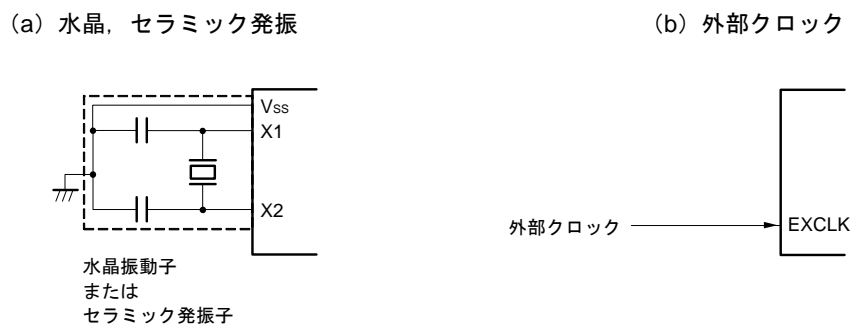 (a) 水晶，セラミック発振
(b) 外部クロック
VSS
X1
X2
水晶振動子
または
セラミック発振子
外部クロック
EXCLK